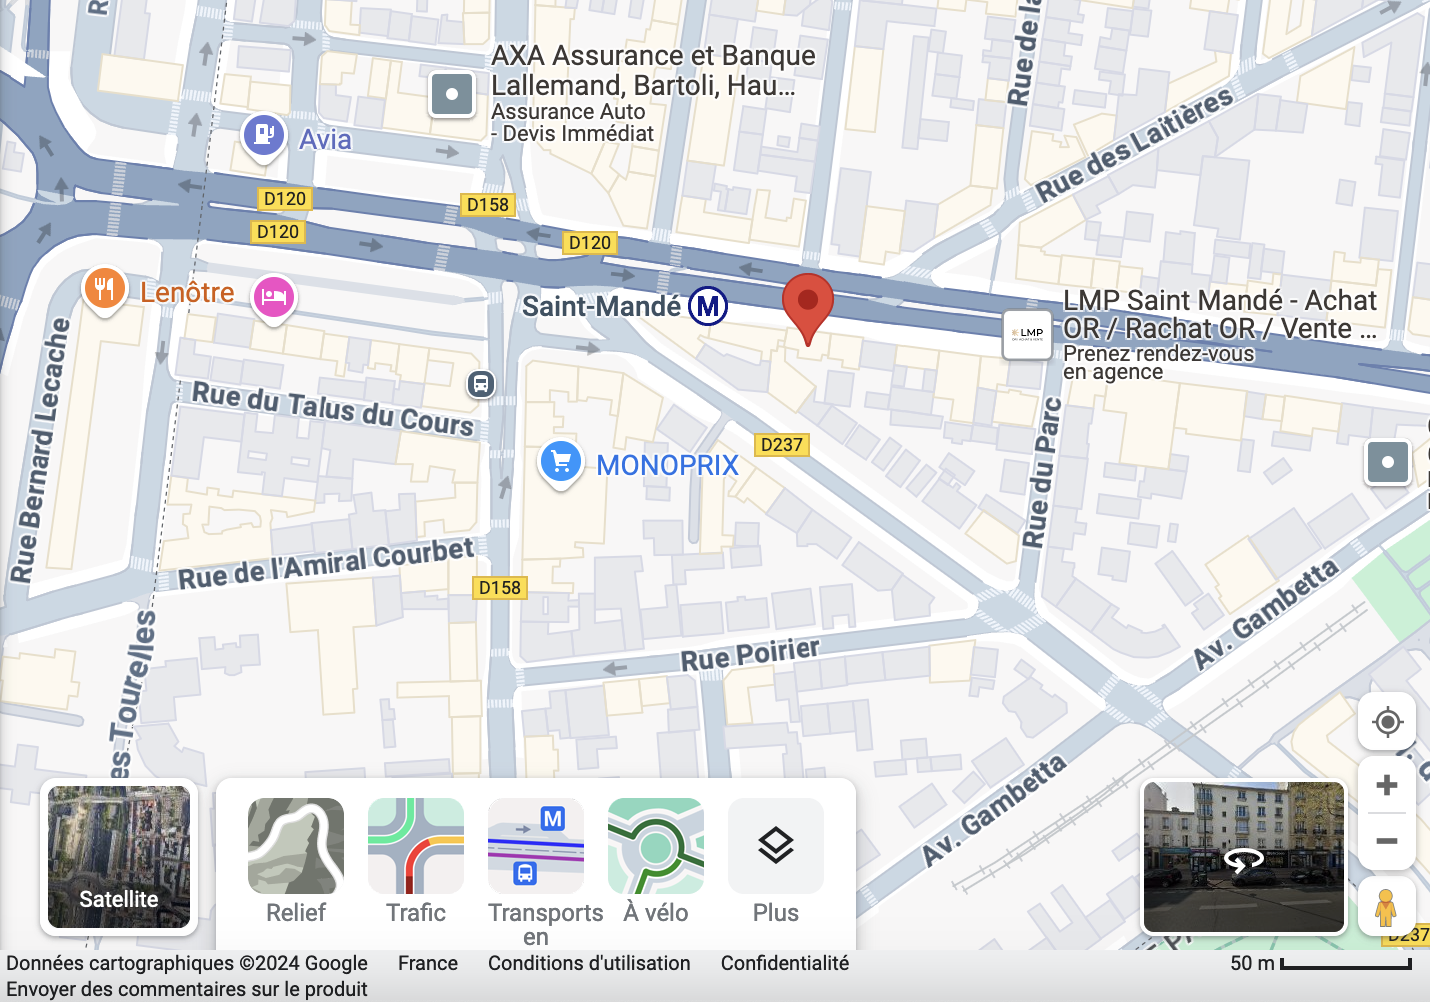 Rue de la
AXA Assurance et Banque
Lallemand, Bartoli, Hau...
Assurance Auto
- Devis Immédiat
Avia
Rue des Laitières
D120
D158
D120
D120
Lenôtre
Saint-Mandé
M
LMP
LMP Saint Mandé - Achat
OR / Rachat OR / Vente ...
Prenez rendez-vous
en agence
Rue Bernard Lecache
Rue du Talus du Cours
D237
MONOPRIX
Rue du Parc
Rue de l'Amiral Courbet
D158
Av. Gambetta
Rue Poirier
es Tourelles
Av. Gambetta
Satellite
M
Relief
Trafic
Transports
en
À vélo
Plus
D237
Données cartographiques ©2024 Google
France
Conditions d'utilisation
Confidentialité
50 m
Envoyer des commentaires sur le produit